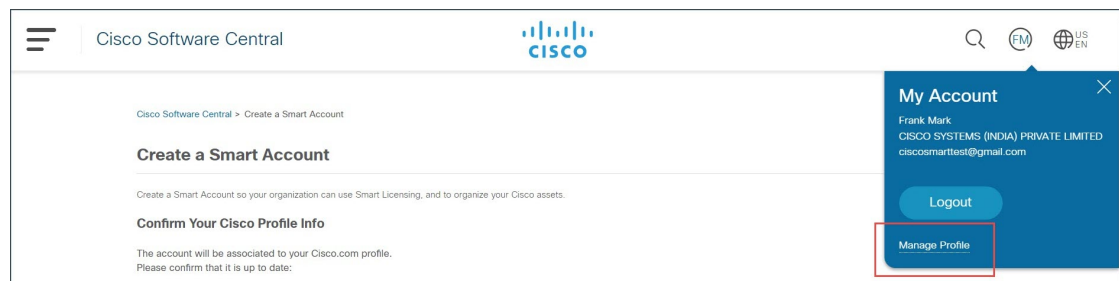 Cisco Software Central
CISCO
FM
US
EN
Cisco Software Central > Create a Smart Account
Create a Smart Account
Create a Smart Account so your organization can use Smart Licensing, and to organize your Cisco assets.
Confirm Your Cisco Profile Info
The account will be associated to your Cisco.com profile.
Please confirm that it is up to date:
My Account
Frank Mark
CISCO SYSTEMS (INDIA) PRIVATE LIMITED
ciscosmarttest@gmail.com
Logout
Manage Profile